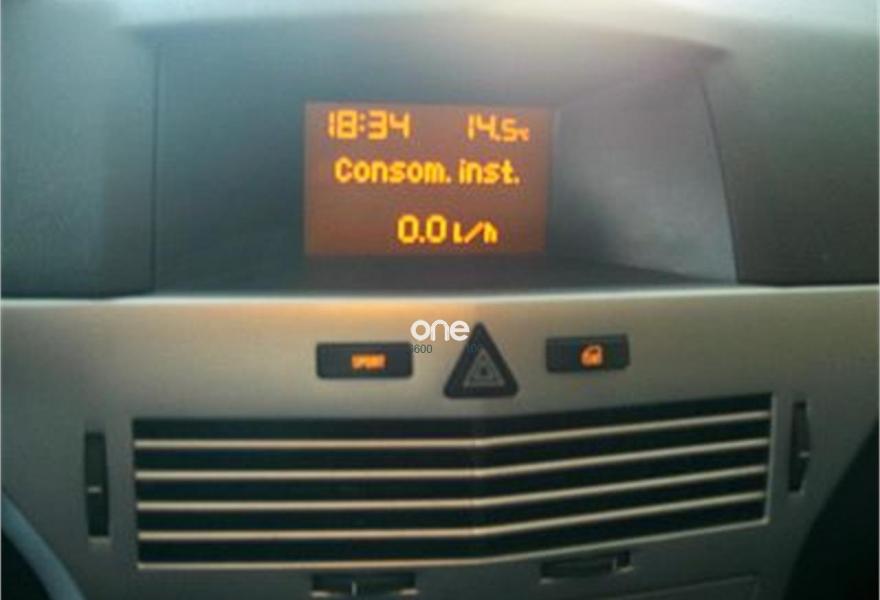 18:34 14.5°C
Consom. inst.
0.0 l/h
one
SPORT